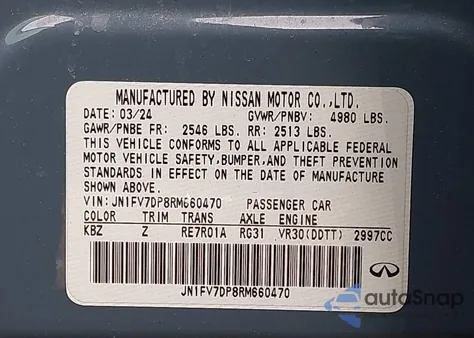 MANUFACTURED BY NISSAN MOTOR CO.,LTD.
DATE: 03/24 GVWR/PNBV: 4980 LBS.
GAWR/PNBE FR: 2546 LBS. RR: 2513 LBS.
THIS VEHICLE CONFORMS TO ALL APPLICABLE FEDERAL
MOTOR VEHICLE SAFETY,BUMPER,AND THEFT PREVENTION
STANDARDS IN EFFECT ON THE DATE OF MANUFACTURE
SHOWN ABOVE.
VIN: JN1FV7DP8RM660470 PASSENGER CAR
COLOR TRIM TRANS AXLE ENGINE
KBZ Z RE7R01A RG31 VR30(DDTT) 2997CC
JN1FV7DP8RM660470
autoSnap